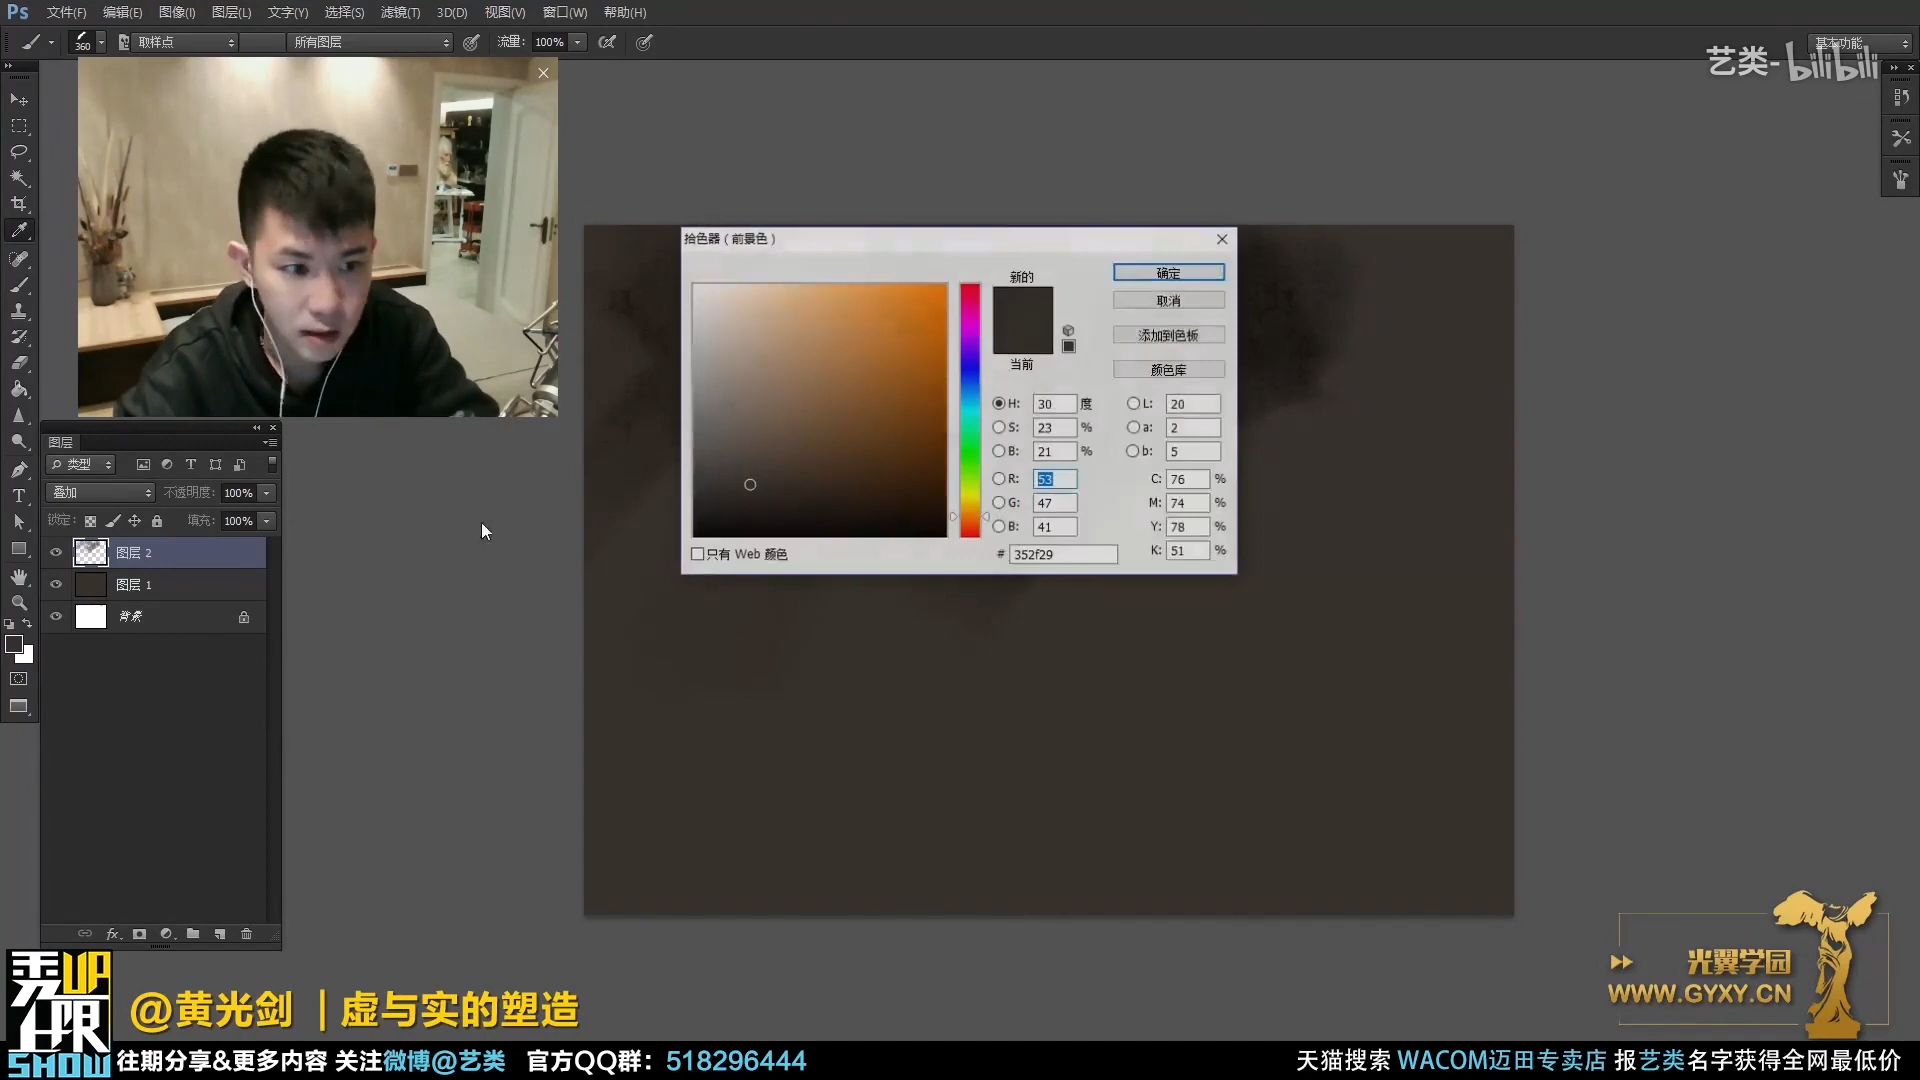 Ps 文件(F) 编辑(E) 图像(I) 图层(L) 文字(Y) 选择(S) 滤镜(T) 3D(D) 视图(V) 窗口(W) 帮助(H)
360 取样点 所有图层 流量: 100% 基本功能
艺类-bilibili
拾色器（前景色）
新的
当前
确定
取消
添加到色板
颜色库
H: 30 度 L: 20
S: 23 % a: 2
B: 21 % b: 5
R: 53 C: 76 %
G: 47 M: 74 %
B: 41 Y: 78 %
# 352f29 K: 51 %
只有 Web 颜色
图层
类型
叠加 不透明度: 100%
锁定: 填充: 100%
图层 2
图层 1
背景
光翼学园
WWW.GYXY.CN
UP
SHOW
@黄光剑 | 虚与实的塑造
往期分享&更多内容 关注微博@艺类 官方QQ群: 518296444
天猫搜索 WACOM迈田专卖店 报艺类名字获得全网最低价